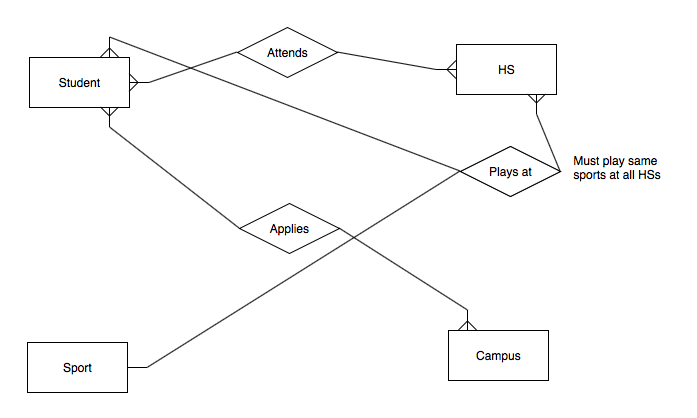 Attends
HS
Student
Must play same
sports at all HSs
Plays at
Applies
Campus
Sport